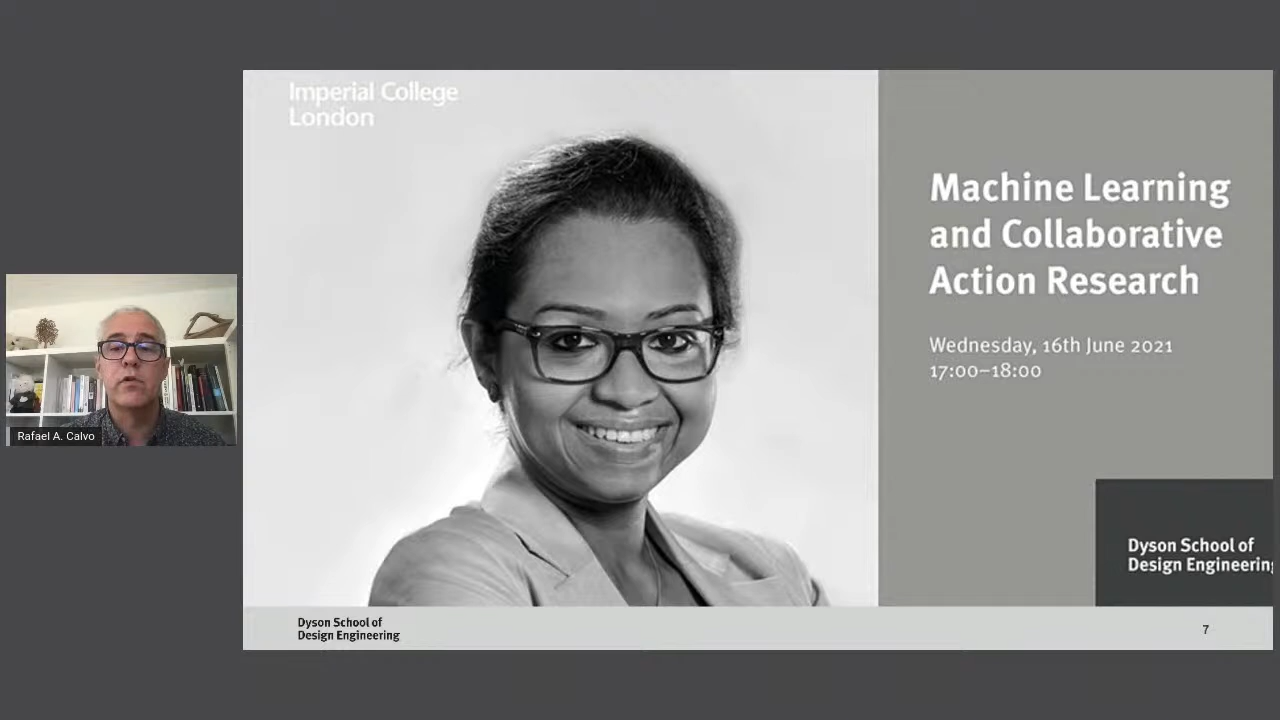 Imperial College
London
Machine Learning
and Collaborative
Action Research
Wednesday, 16th June 2021
17:00–18:00
Dyson School of
Design Engineering
Rafael A. Calvo
Dyson School of
Design Engineering
7